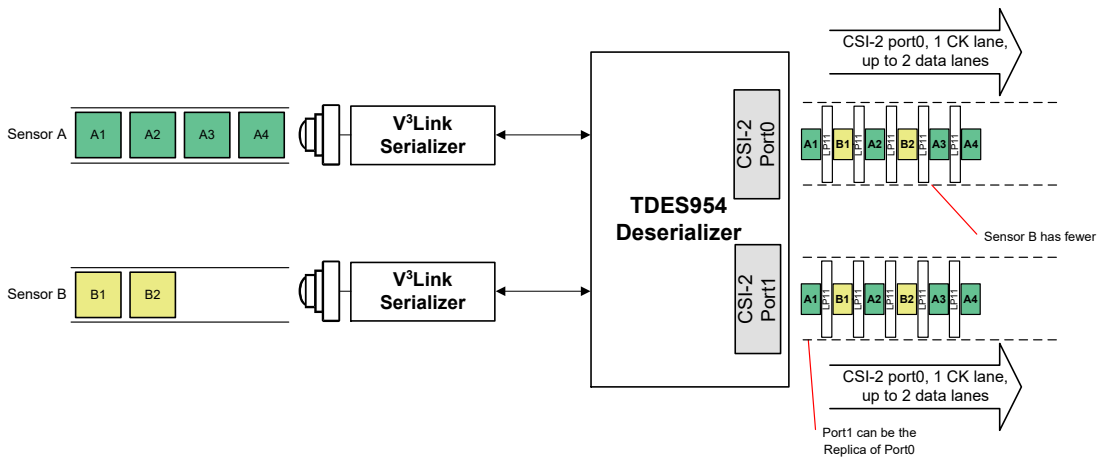 CSI-2 port0, 1 CK lane,
up to 2 data lanes
Sensor A
A1 A2 A3 A4
V³Link
Serializer
CSI-2
Port0
A1 LP11 B1 LP11 A2 LP11 B2 LP11 A3 LP11 A4
TDES954
Deserializer
Sensor B has fewer
Sensor B
B1 B2
V³Link
Serializer
CSI-2
Port1
A1 LP11 B1 LP11 A2 LP11 B2 LP11 A3 LP11 A4
CSI-2 port0, 1 CK lane,
up to 2 data lanes
Port1 can be the
Replica of Port0